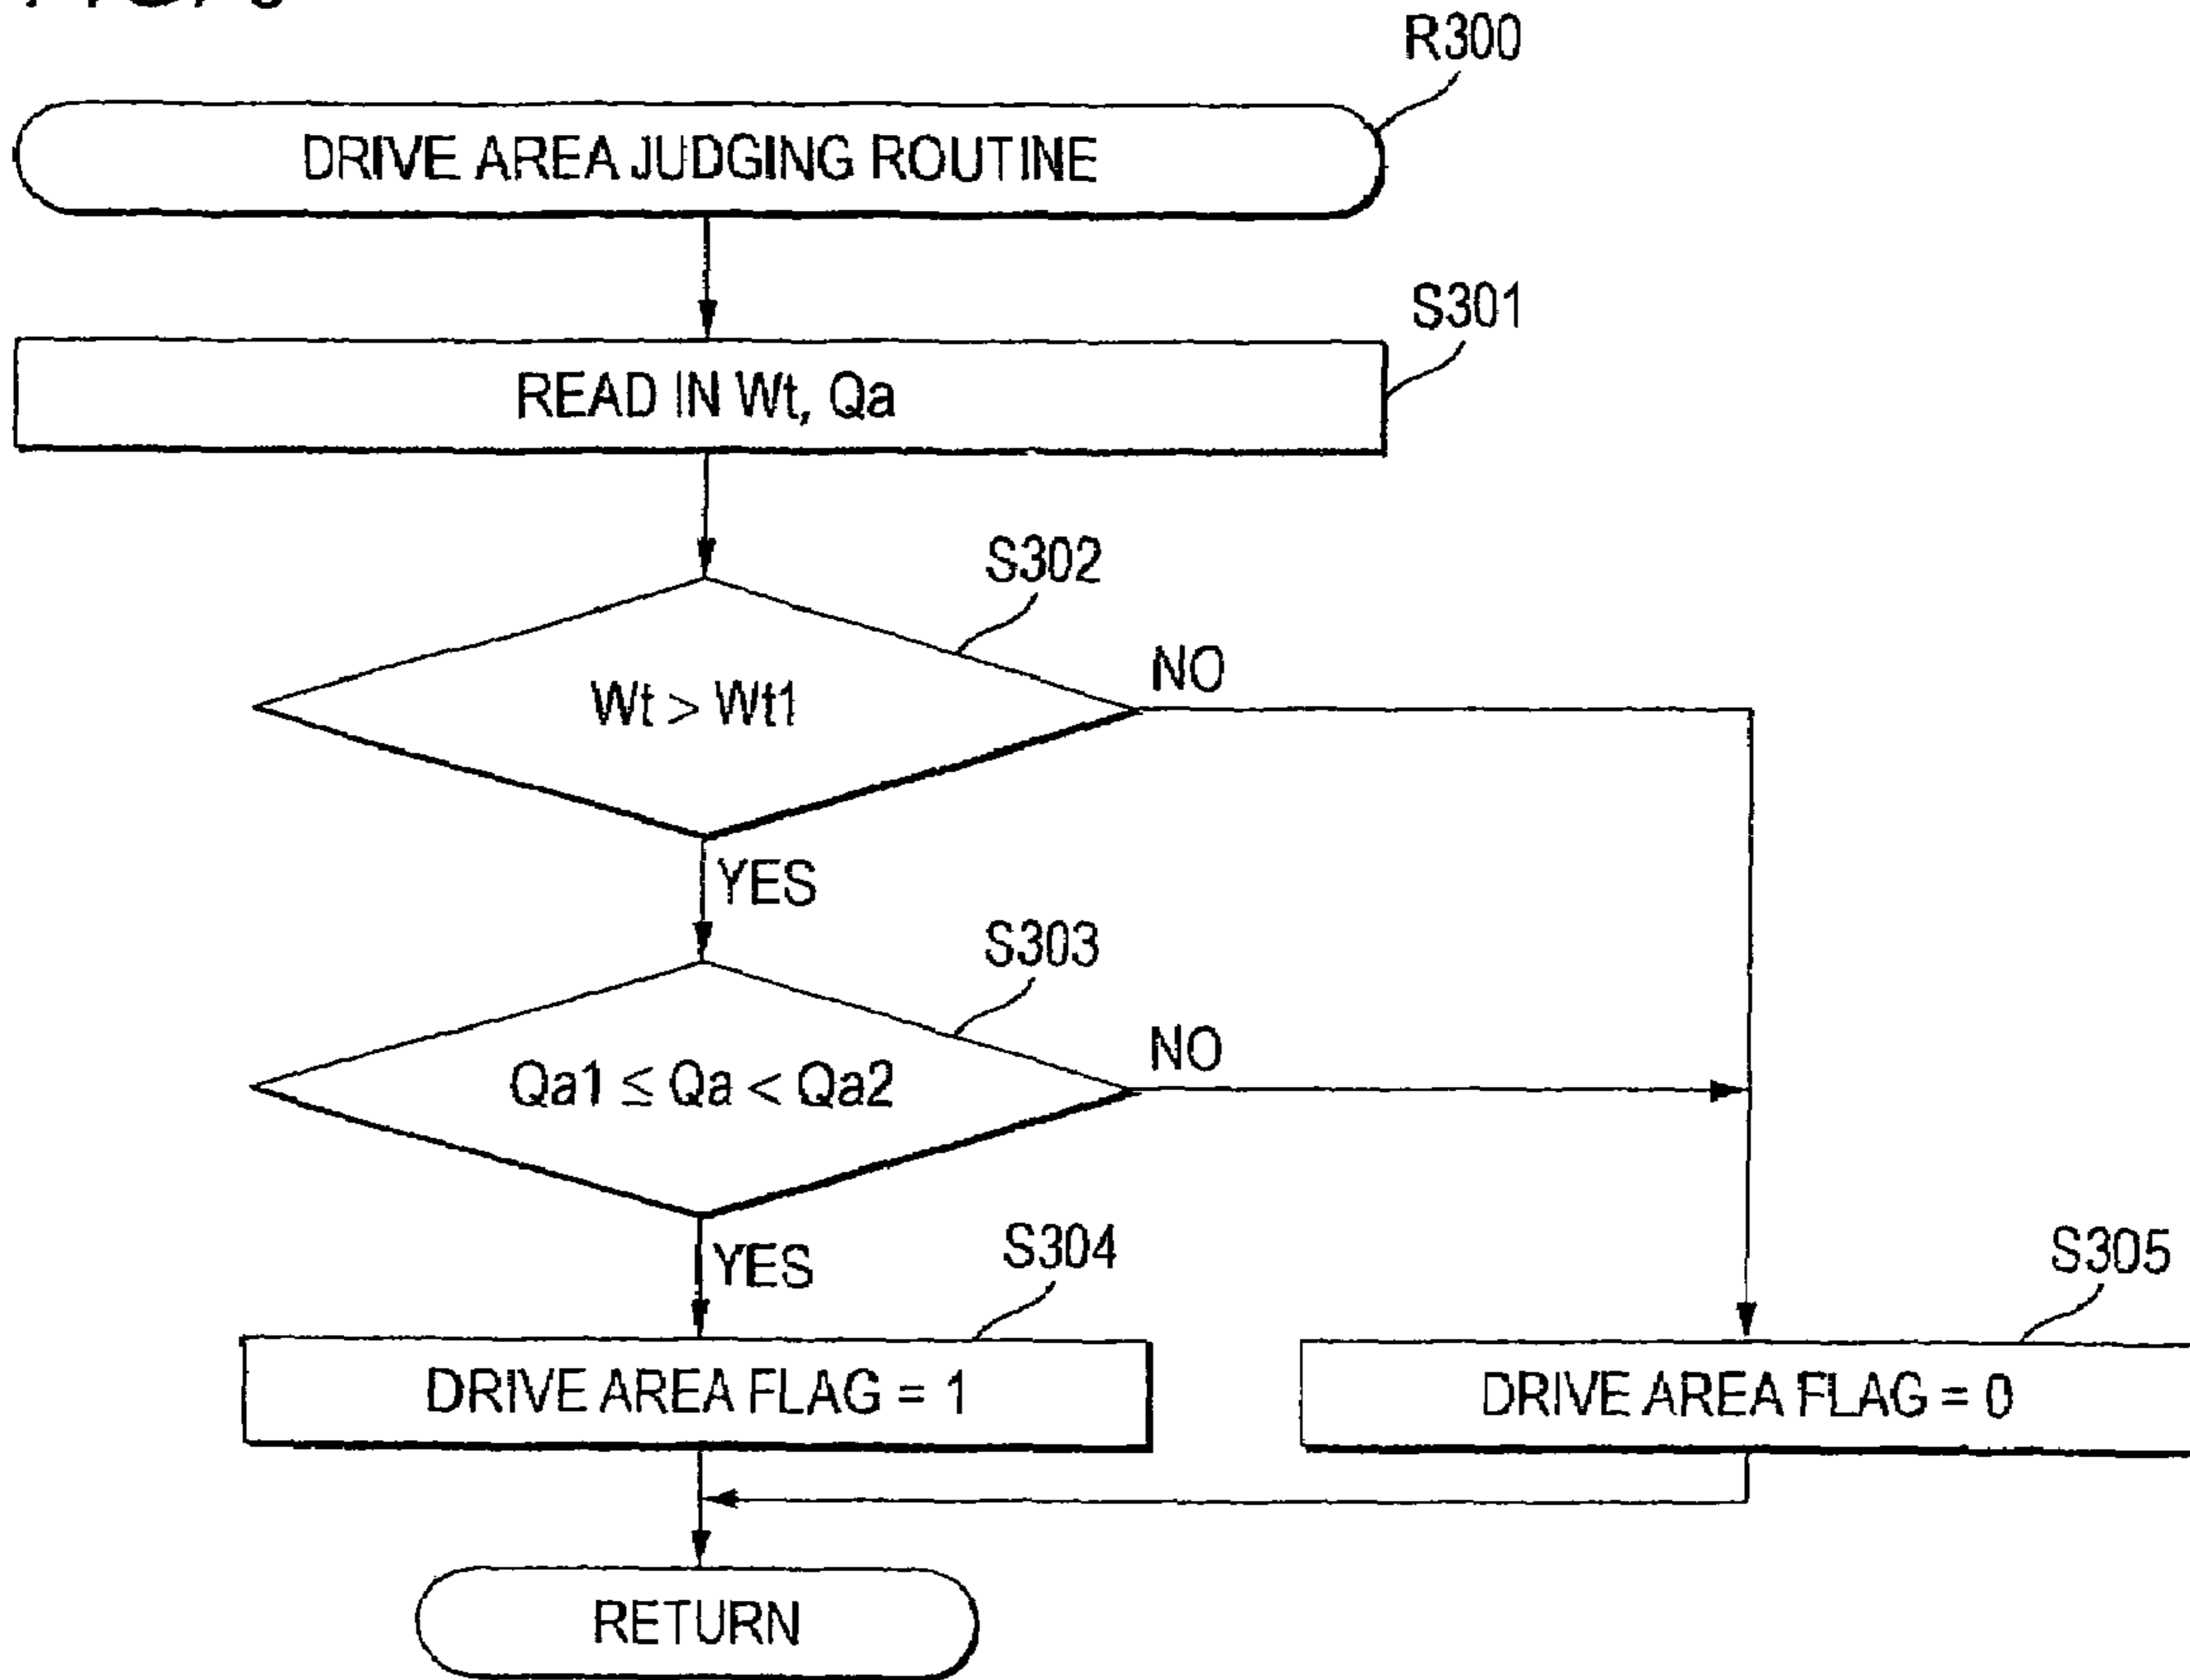 R300
DRIVE AREA JUDGING ROUTINE
S301
READ IN Wt, Qa
S302
Wt > Wt1
NO
YES
S303
Qa1 ≤ Qa < Qa2
NO
YES
S304
S305
DRIVE AREA FLAG = 1
DRIVE AREA FLAG = 0
RETURN